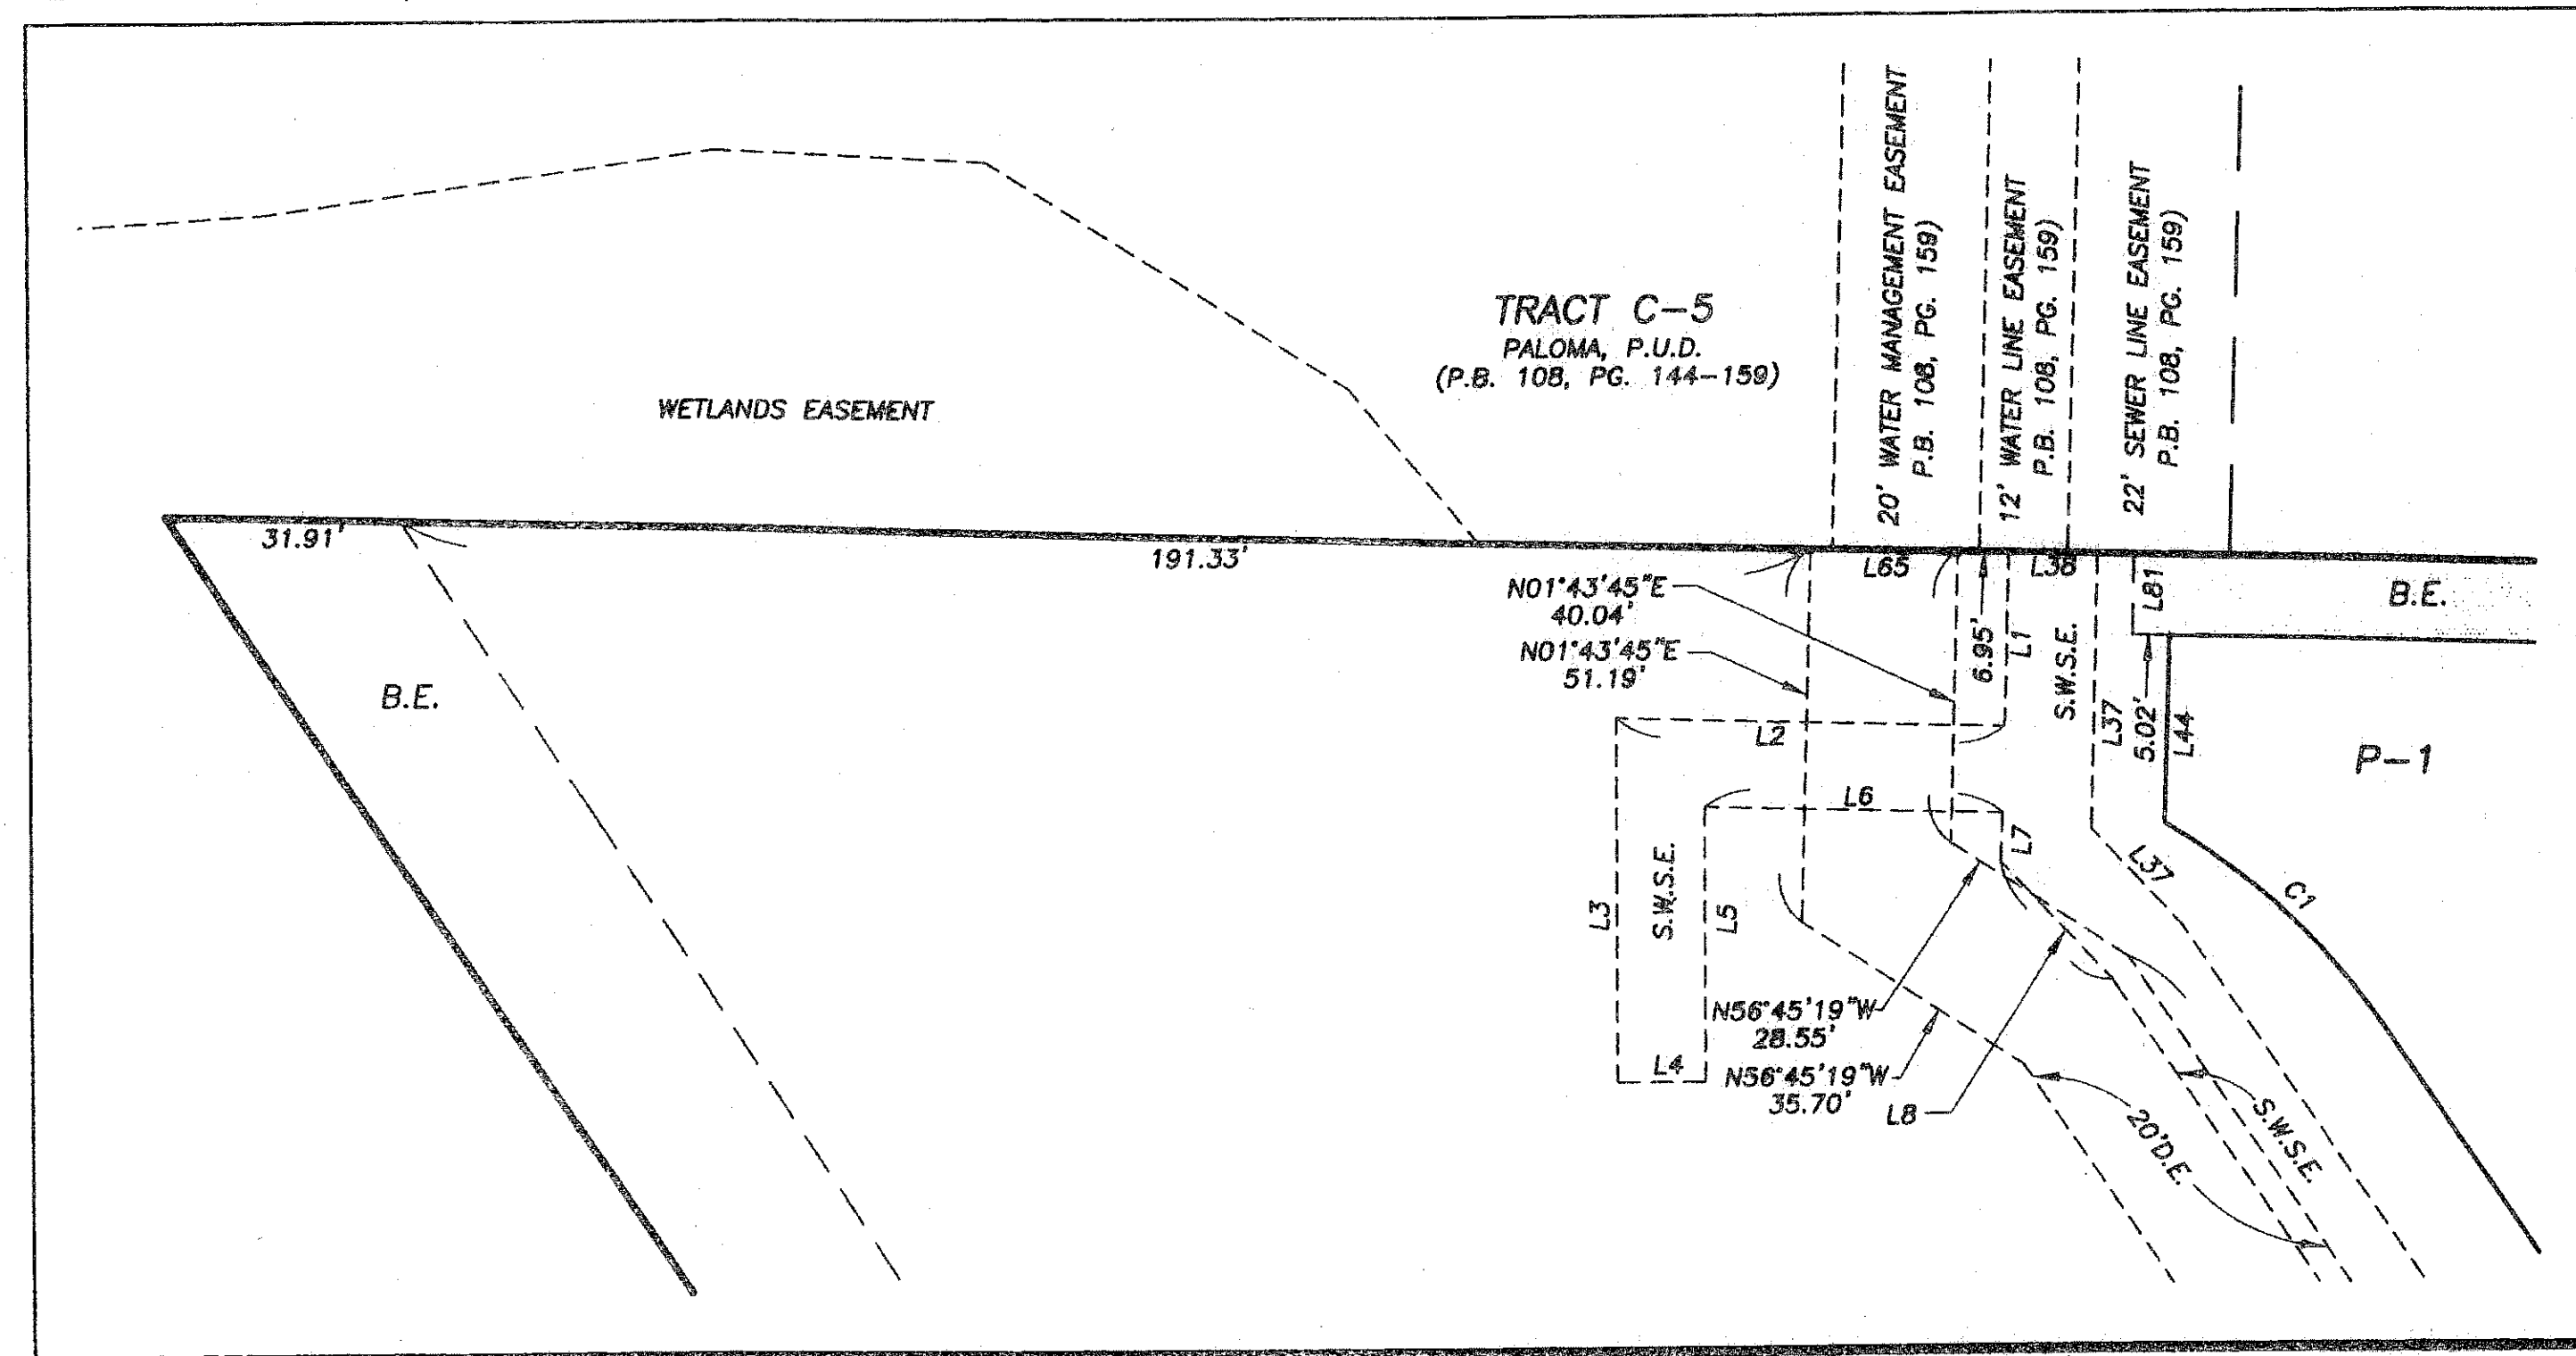 TRACT C-5
PALOMA, P.U.D.
(P.B. 108, PG. 144-159)
WETLANDS EASEMENT
20' WATER MANAGEMENT EASEMENT
P.B. 108, PG. 159)
12' WATER LINE EASEMENT
P.B. 108, PG. 159)
22' SEWER LINE EASEMENT
P.B. 108, PG. 159)
31.91'
191.33'
L65
L38
L81
B.E.
N01°43'45"E
40.04'
N01°43'45"E
51.19'
6.95'
L1
S.W.S.E.
L37
5.02'
L44
P-1
B.E.
L2
L6
L7
L37
C1
L3
S.W.S.E.
L5
L4
N56°45'19"W
28.55'
N56°45'19"W
35.70'
L8
20'D.E.
S.W.S.E.